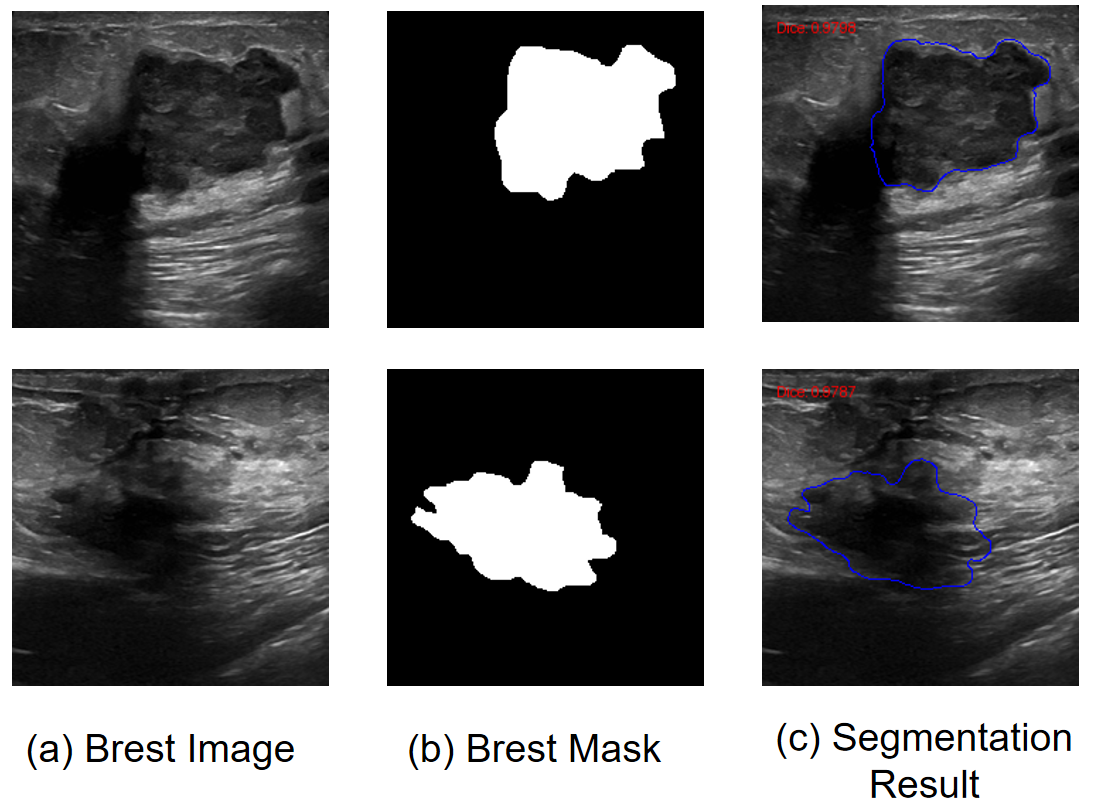 Dice: 0.9798
Dice: 0.9787
(a) Brest Image
(b) Brest Mask
(c) Segmentation
Result